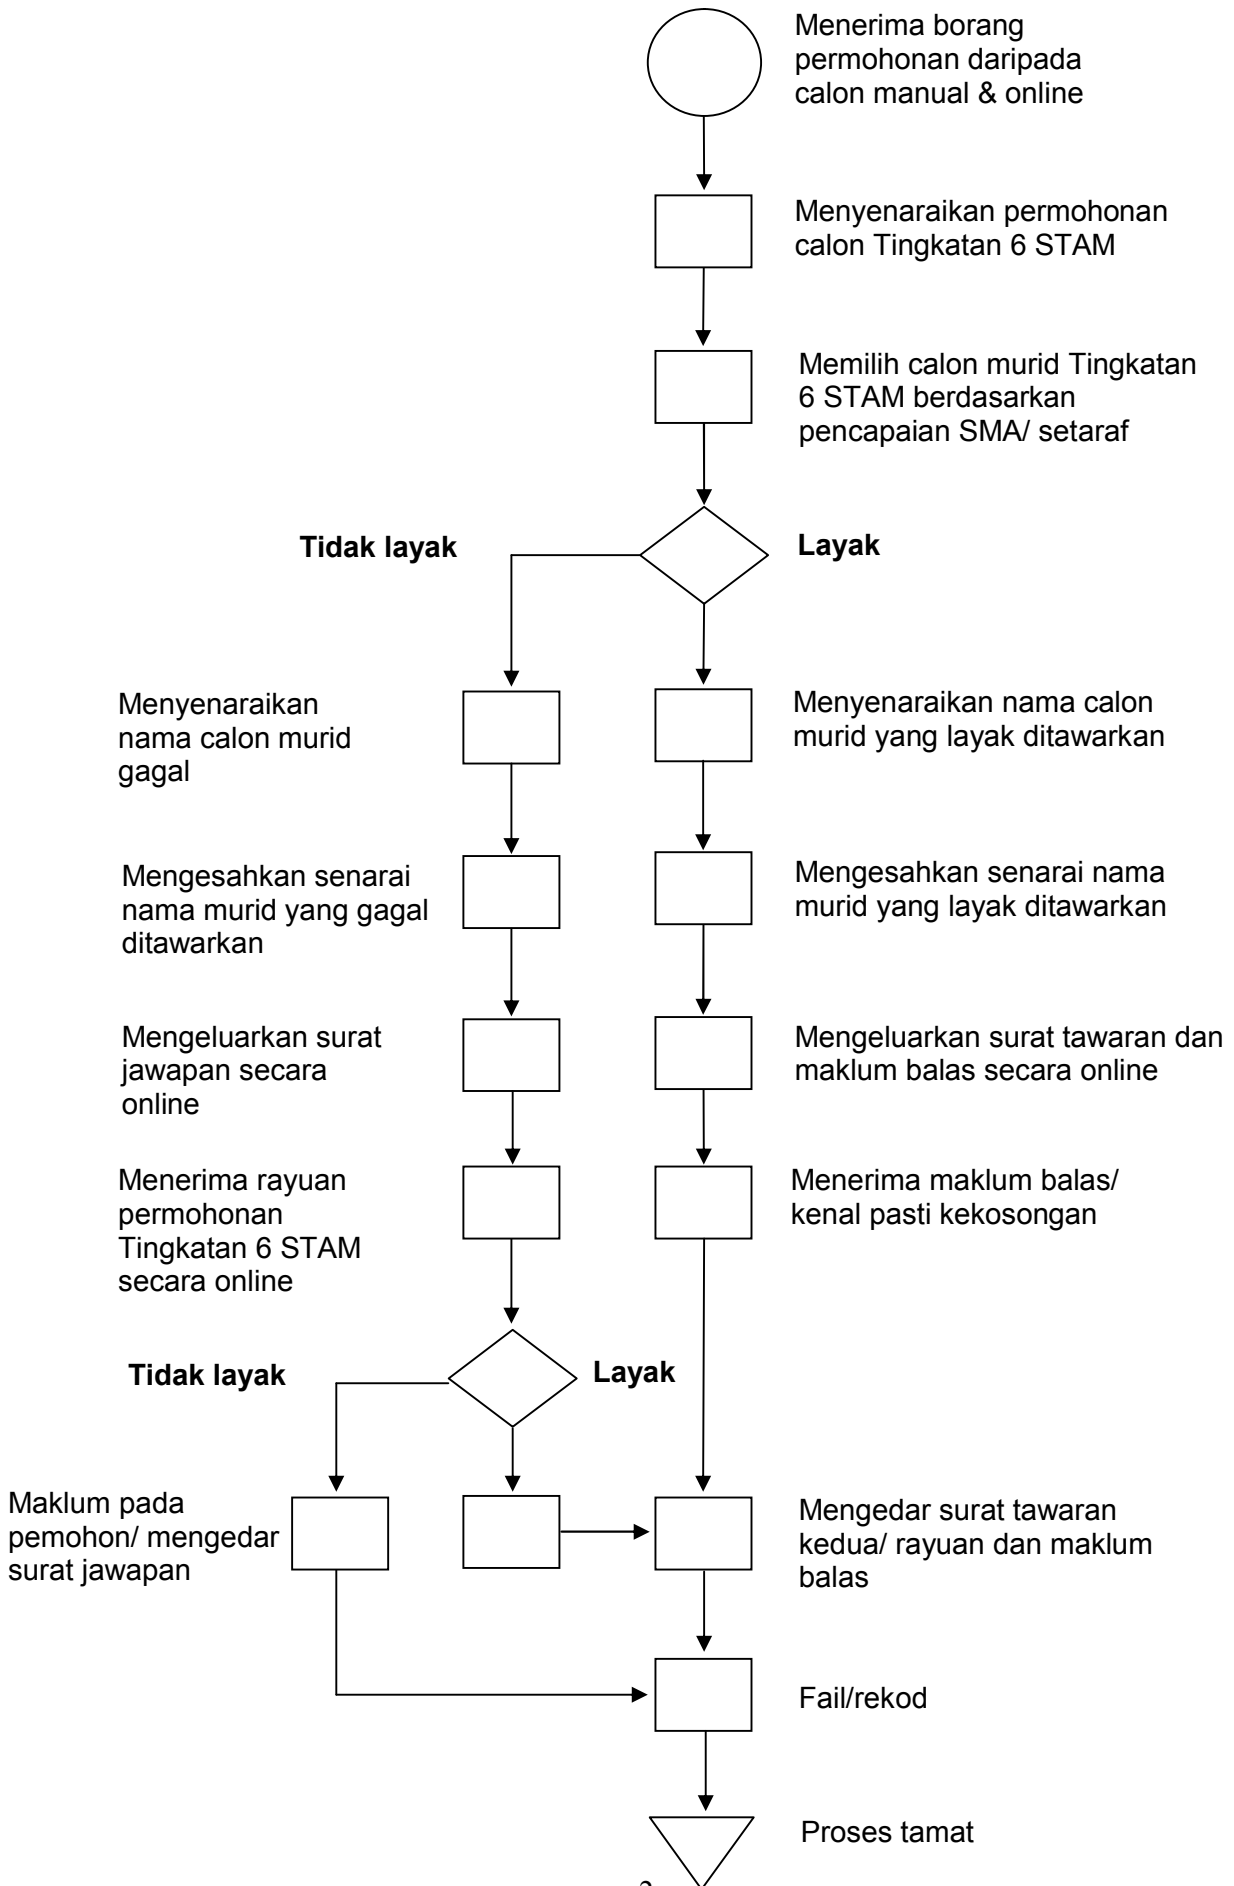 Menerima borang
permohonan daripada
calon manual & online
Menyenaraikan permohonan
calon Tingkatan 6 STAM
Memilih calon murid Tingkatan
6 STAM berdasarkan
pencapaian SMA/ setaraf
Tidak layak
Layak
Menyenaraikan
nama calon murid
gagal
Menyenaraikan nama calon
murid yang layak ditawarkan
Mengesahkan senarai
nama murid yang gagal
ditawarkan
Mengesahkan senarai nama
murid yang layak ditawarkan
Mengeluarkan surat
jawapan secara
online
Mengeluarkan surat tawaran dan
maklum balas secara online
Menerima rayuan
permohonan
Tingkatan 6 STAM
secara online
Menerima maklum balas/
kenal pasti kekosongan
Tidak layak
Layak
Maklum pada
pemohon/ mengedar
surat jawapan
Mengedar surat tawaran
kedua/ rayuan dan maklum
balas
Fail/rekod
Proses tamat